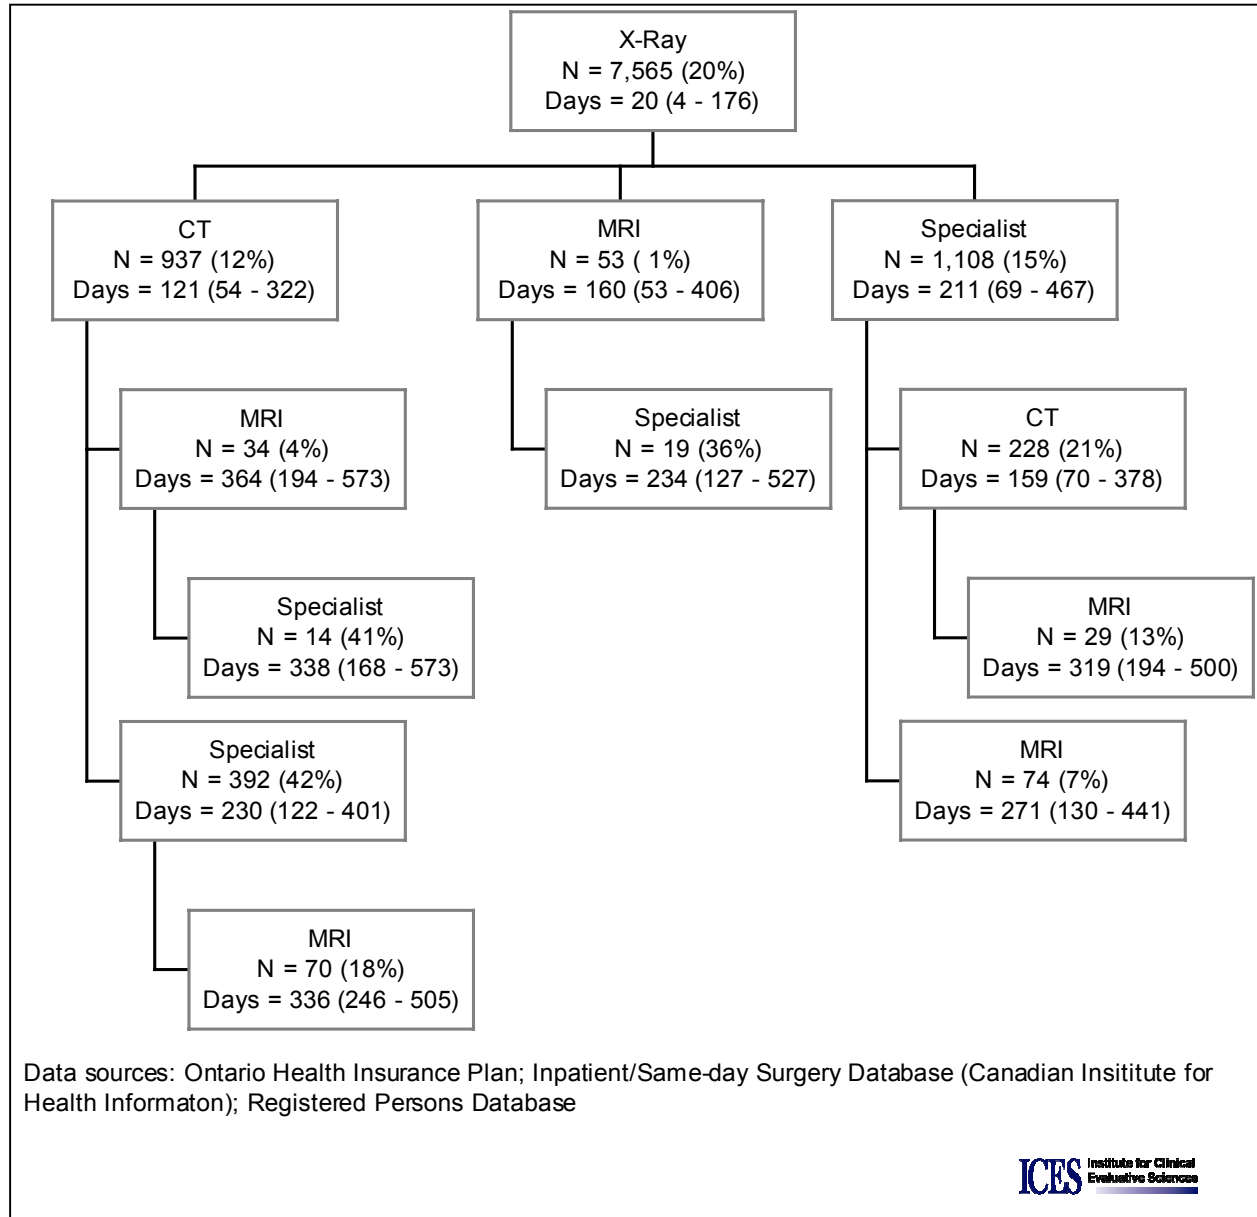 X-Ray
N = 7,565 (20%)
Days = 20 (4 - 176)
CT
N = 937 (12%)
Days = 121 (54 - 322)
MRI
N = 34 (4%)
Days = 364 (194 - 573)
Specialist
N = 14 (41%)
Days = 338 (168 - 573)
Specialist
N = 392 (42%)
Days = 230 (122 - 401)
MRI
N = 70 (18%)
Days = 336 (246 - 505)
MRI
N = 53 ( 1%)
Days = 160 (53 - 406)
Specialist
N = 19 (36%)
Days = 234 (127 - 527)
Specialist
N = 1,108 (15%)
Days = 211 (69 - 467)
CT
N = 228 (21%)
Days = 159 (70 - 378)
MRI
N = 29 (13%)
Days = 319 (194 - 500)
MRI
N = 74 (7%)
Days = 271 (130 - 441)
Data sources: Ontario Health Insurance Plan; Inpatient/Same-day Surgery Database (Canadian Insititute for
Health Informaton); Registered Persons Database
ICES
Institute for Clinical
Evaluative Sciences